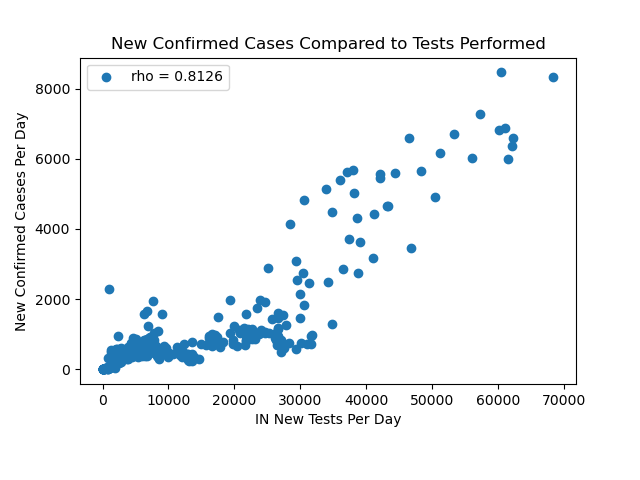 New Confirmed Cases Compared to Tests Performed
rho = 0.8126
New Confirmed Caeses Per Day
8000
6000
4000
2000
0
0 10000 20000 30000 40000 50000 60000 70000
IN New Tests Per Day